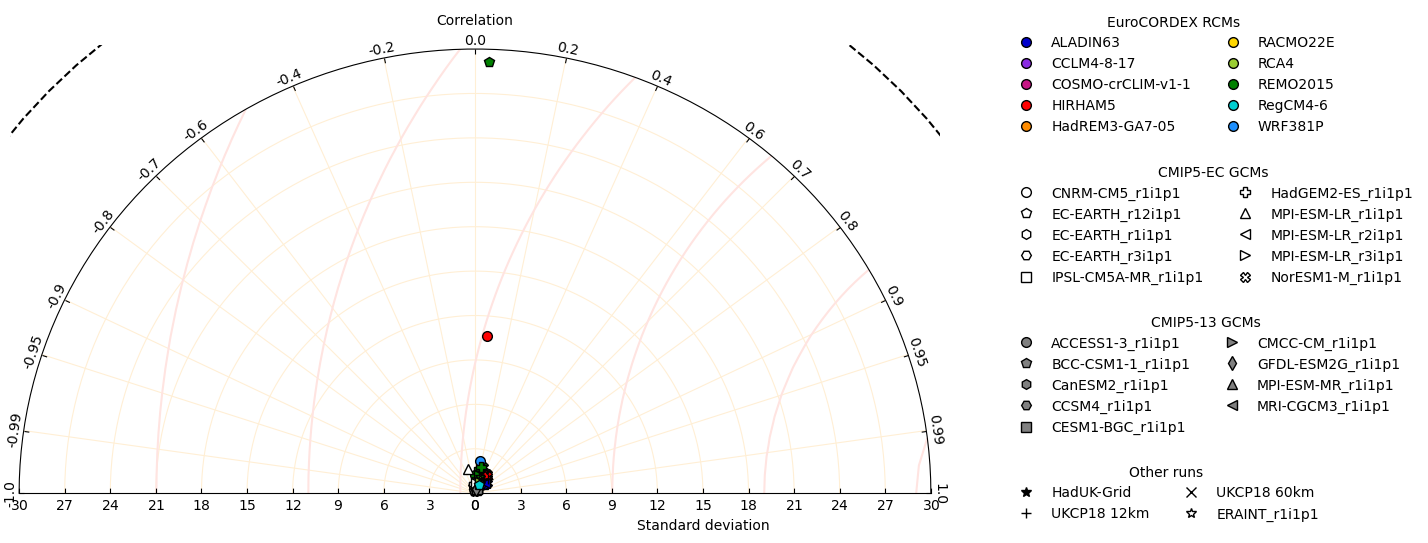 Correlation
0.0
-0.2
0.2
-0.4
0.4
-0.6
0.6
-0.7
0.7
-0.8
0.8
-0.9
0.9
-0.95
0.95
-0.99
0.99
-1.0
1.0
30 27 24 21 18 15 12 9 6 3 0 3 6 9 12 15 18 21 24 27 30
Standard deviation
EuroCORDEX RCMs
ALADIN63 RACMO22E
CCLM4-8-17 RCA4
COSMO-crCLIM-v1-1 REMO2015
HIRHAM5 RegCM4-6
HadREM3-GA7-05 WRF381P
CMIP5-EC GCMs
CNRM-CM5_r1i1p1 HadGEM2-ES_r1i1p1
EC-EARTH_r12i1p1 MPI-ESM-LR_r1i1p1
EC-EARTH_r1i1p1 MPI-ESM-LR_r2i1p1
EC-EARTH_r3i1p1 MPI-ESM-LR_r3i1p1
IPSL-CM5A-MR_r1i1p1 NorESM1-M_r1i1p1
CMIP5-13 GCMs
ACCESS1-3_r1i1p1 CMCC-CM_r1i1p1
BCC-CSM1-1_r1i1p1 GFDL-ESM2G_r1i1p1
CanESM2_r1i1p1 MPI-ESM-MR_r1i1p1
CCSM4_r1i1p1 MRI-CGCM3_r1i1p1
CESM1-BGC_r1i1p1
Other runs
HadUK-Grid UKCP18 60km
UKCP18 12km ERAINT_r1i1p1